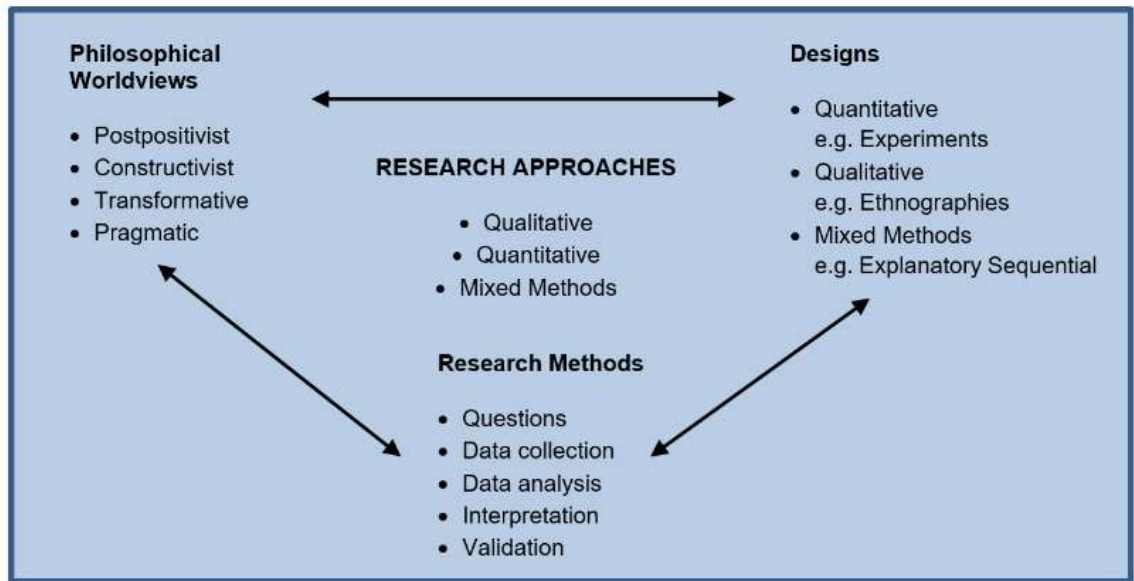 Philosophical
Worldviews
• Postpositivist
• Constructivist
• Transformative
• Pragmatic
RESEARCH APPROACHES
• Qualitative
• Quantitative
• Mixed Methods
Designs
• Quantitative
e.g. Experiments
• Qualitative
e.g. Ethnographies
• Mixed Methods
e.g. Explanatory Sequential
Research Methods
• Questions
• Data collection
• Data analysis
• Interpretation
• Validation